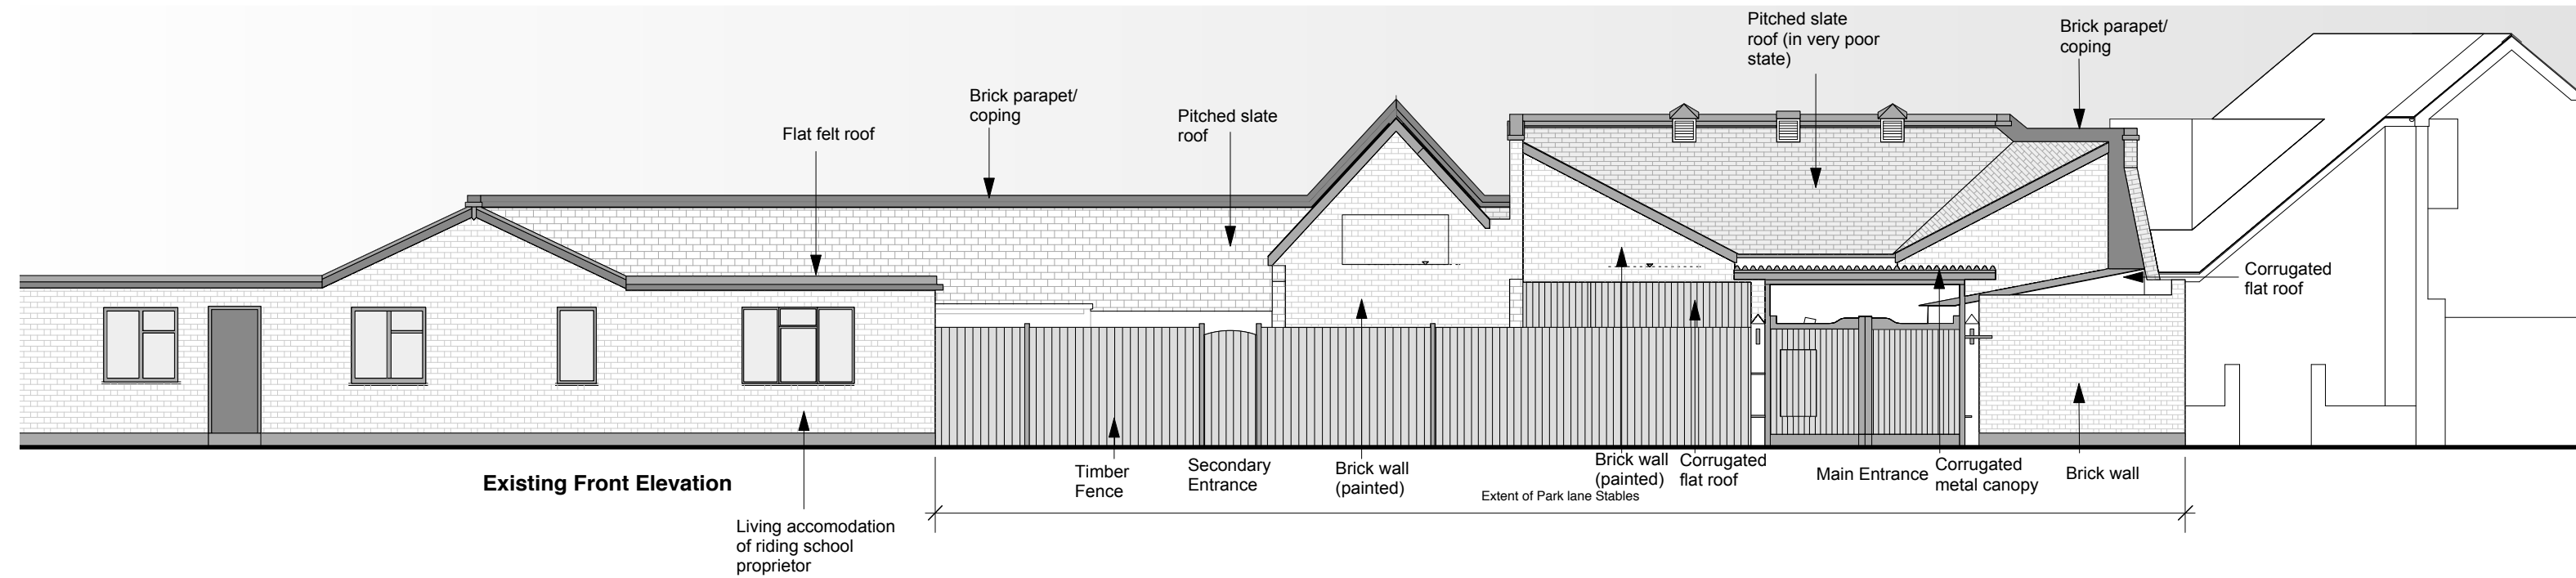 Pitched slate
roof (in very poor
state)
Brick parapet/
coping
Brick parapet/
coping
Pitched slate
roof
Flat felt roof
Corrugated
flat roof
Timber
Fence
Secondary
Entrance
Brick wall
(painted)
Brick wall
(painted)
Corrugated
flat roof
Main Entrance
Corrugated
metal canopy
Brick wall
Existing Front Elevation
Extent of Park lane Stables
Living accomodation
of riding school
proprietor